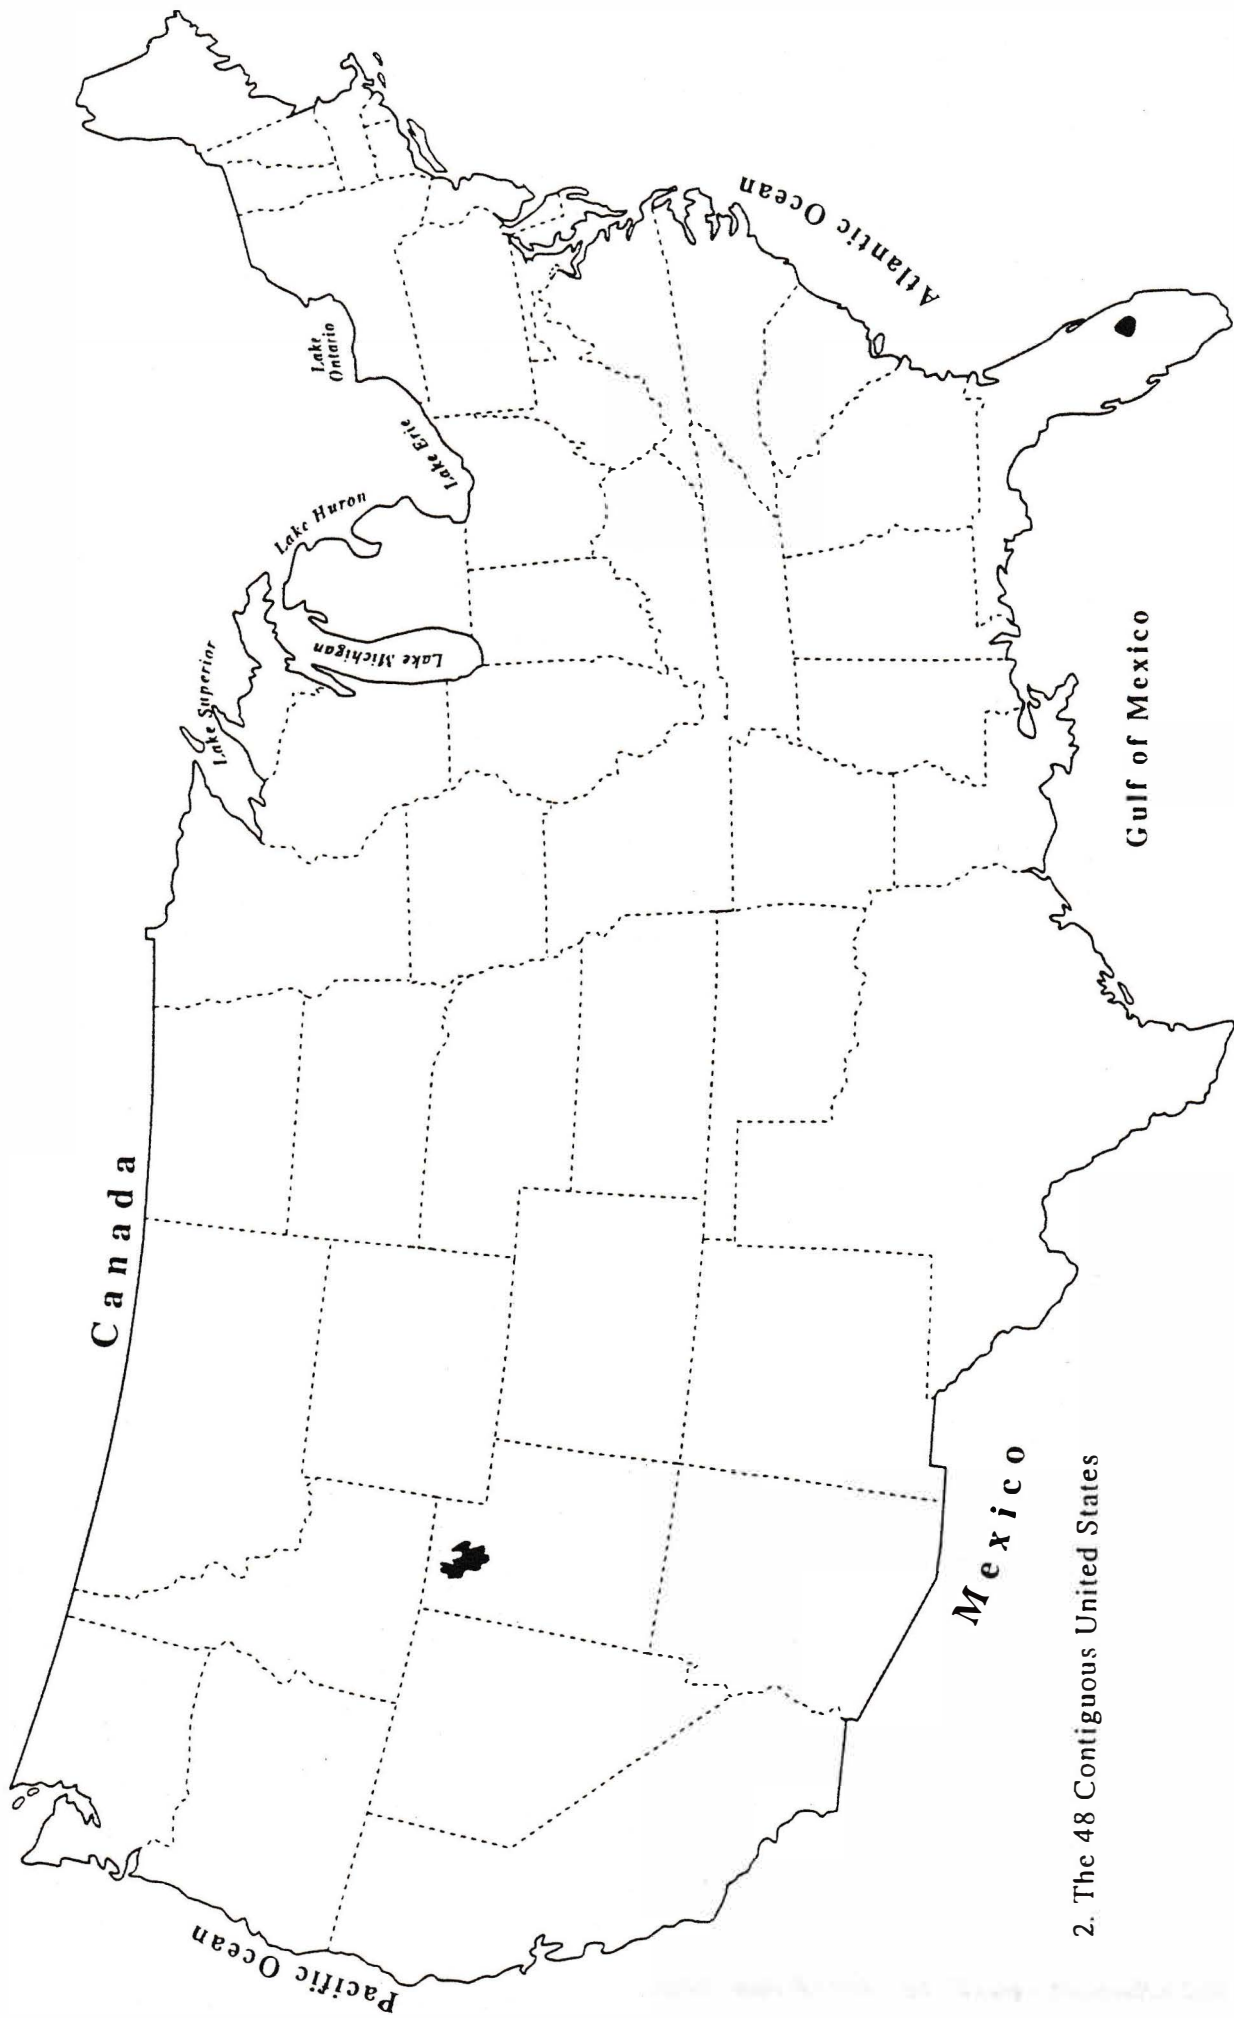 Canada
Lake Superior
Lake Michigan
Lake Huron
Lake Erie
Lake
Ontario
Pacific Ocean
Atlantic Ocean
Mexico
Gulf of Mexico
2. The 48 Contiguous United States